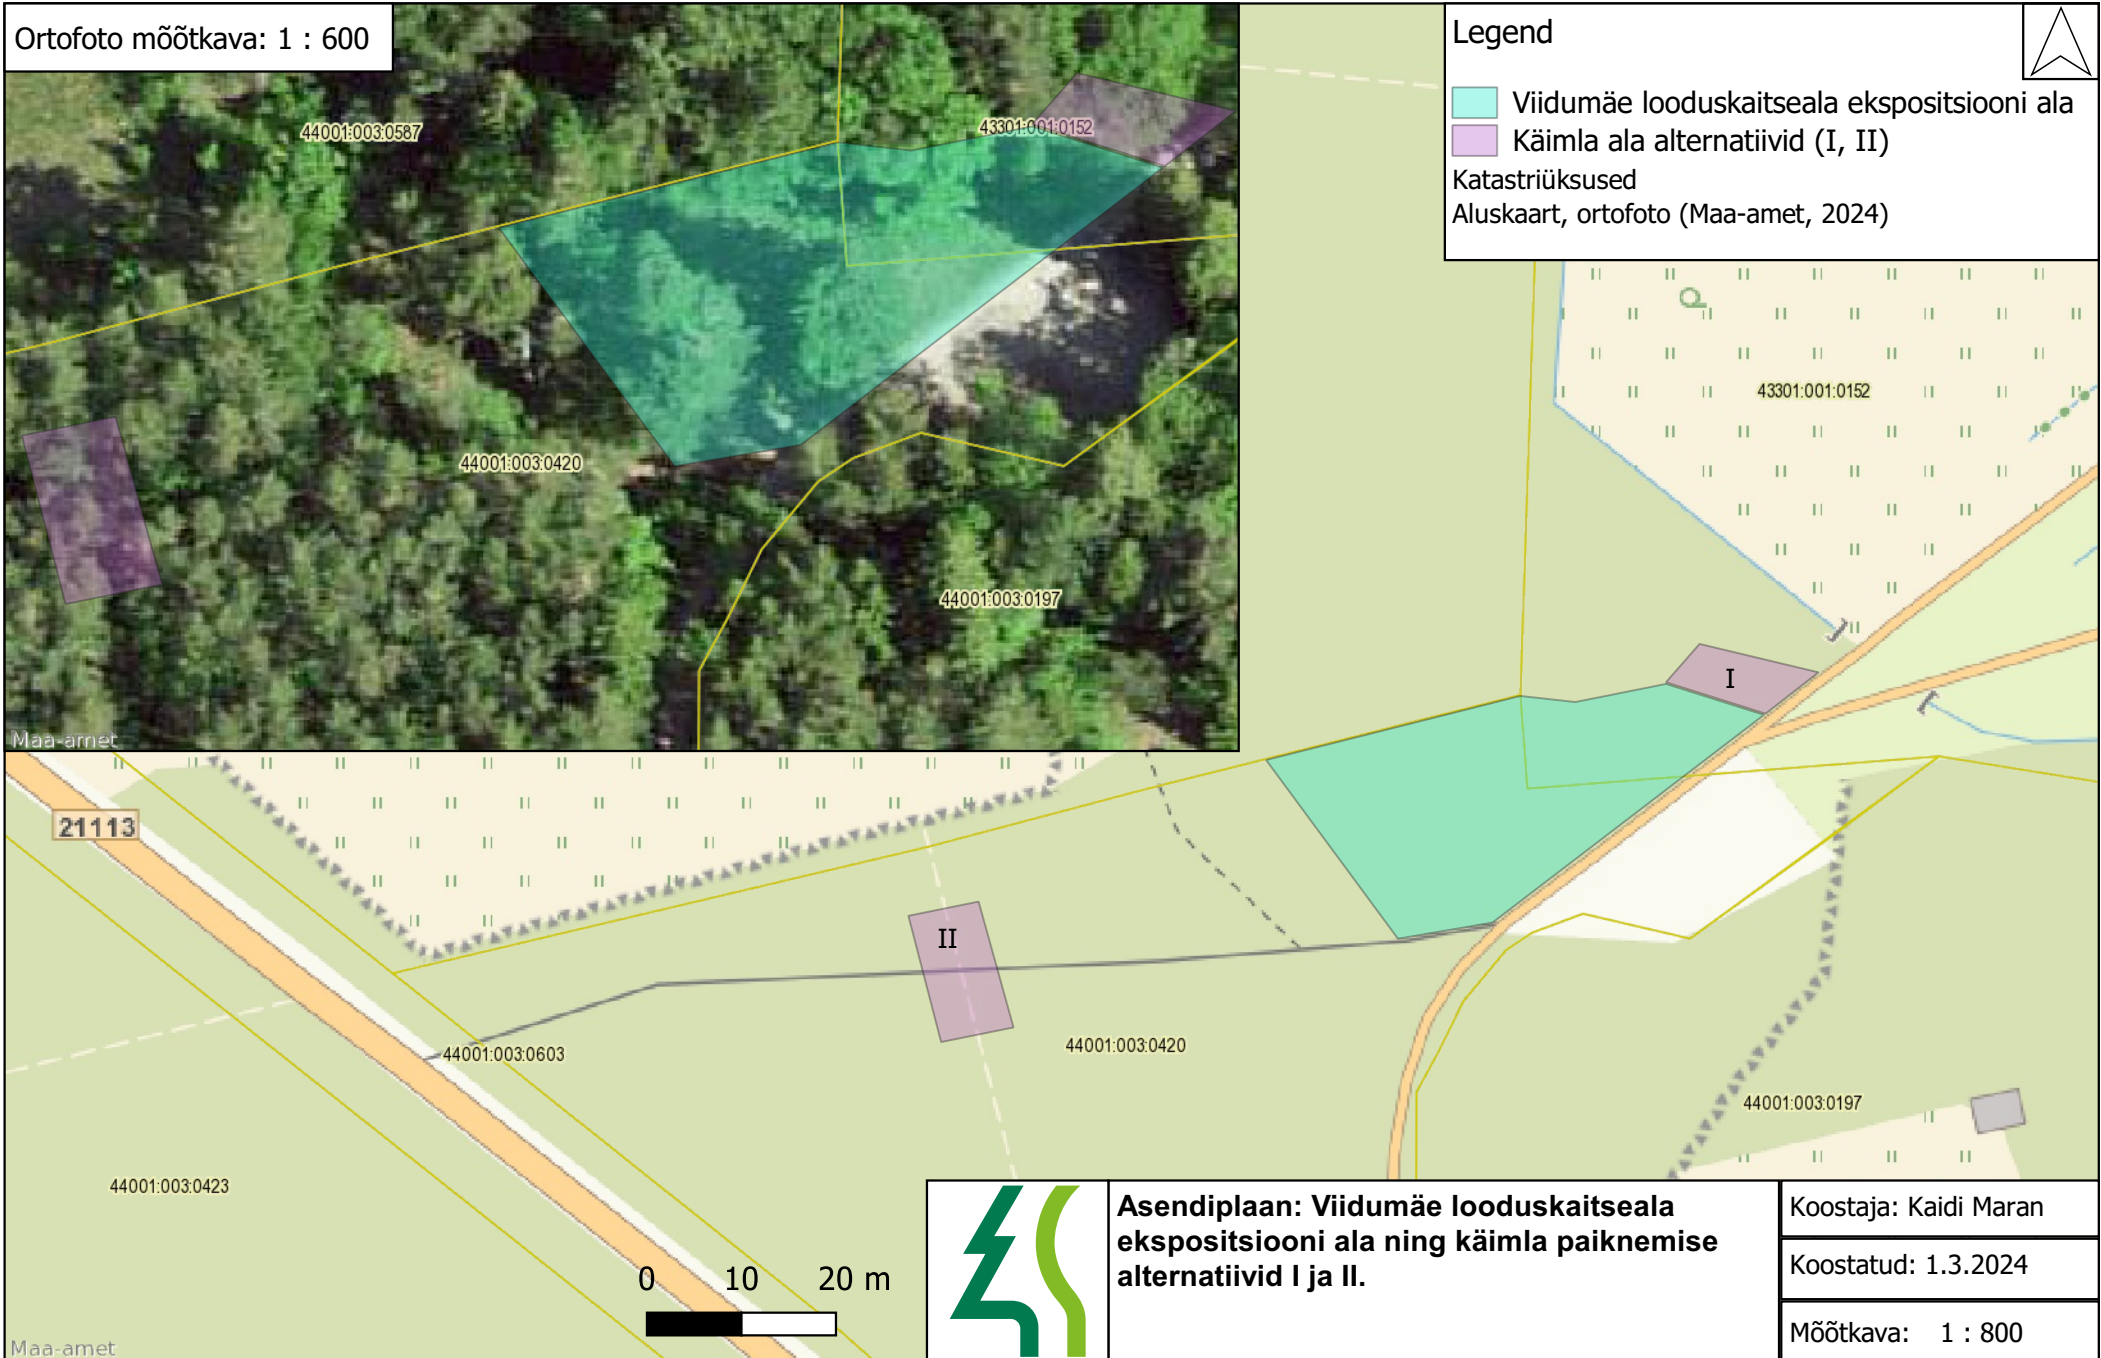 Ortofoto mõõtkava: 1 : 600
44001:003:0587
43301:001:0152
44001:003:0420
44001:003:0197
Maa-amet
Legend
Viidumäe looduskaitseala ekspositsiooni ala
Käimla ala alternatiivid (I, II)
Katastriüksused
Aluskaart, ortofoto (Maa-amet, 2024)
43301:001:0152
I
21113
II
44001:003:0603
44001:003:0420
44001:003:0197
44001:003:0423
0 10 20 m
Maa-amet
Asendiplaan: Viidumäe looduskaitseala
ekspositsiooni ala ning käimla paiknemise
alternatiivid I ja II.
Koostaja: Kaidi Maran
Koostatud: 1.3.2024
Mõõtkava: 1 : 800